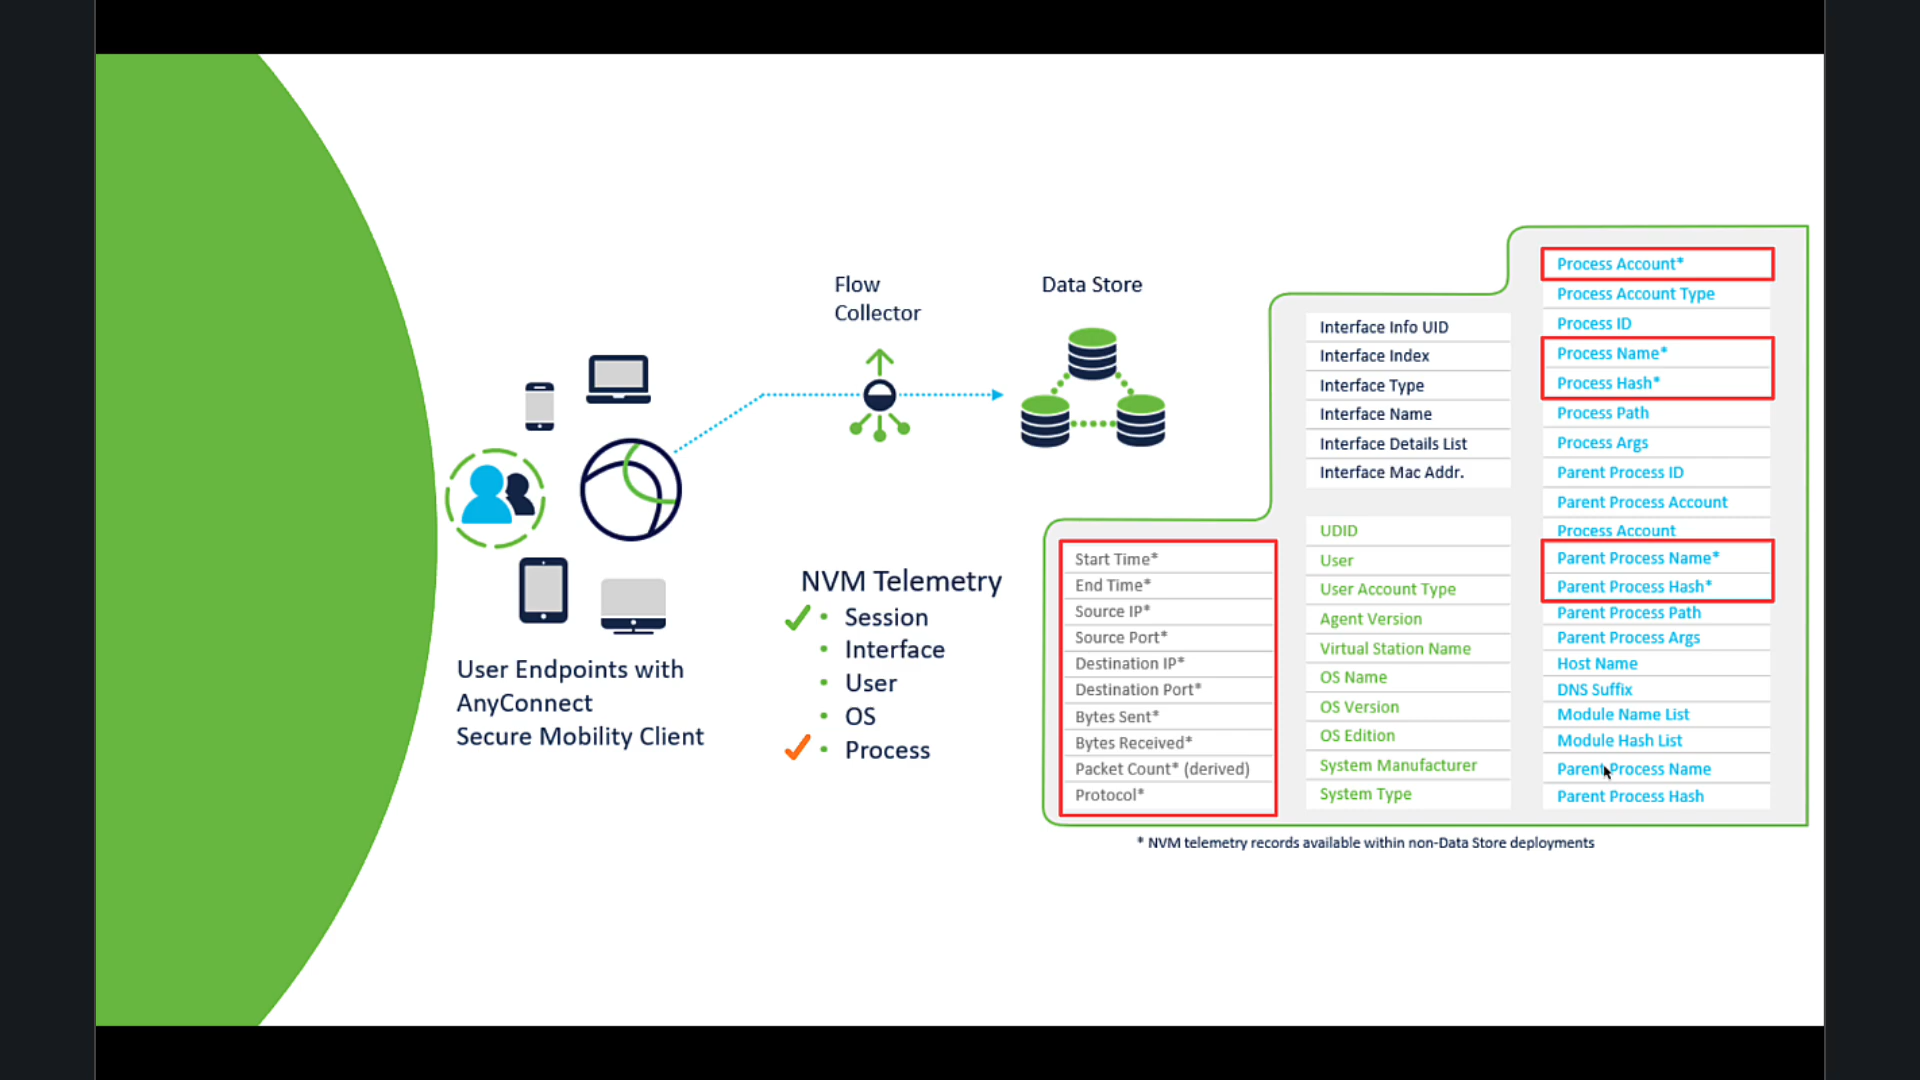 Flow
Collector
Data Store
User Endpoints with
AnyConnect
Secure Mobility Client
NVM Telemetry
• Session
• Interface
• User
• OS
• Process
Start Time*
End Time*
Source IP*
Source Port*
Destination IP*
Destination Port*
Bytes Sent*
Bytes Received*
Packet Count* (derived)
Protocol*
Interface Info UID
Interface Index
Interface Type
Interface Name
Interface Details List
Interface Mac Addr.
UDID
User
User Account Type
Agent Version
Virtual Station Name
OS Name
OS Version
OS Edition
System Manufacturer
System Type
Process Account*
Process Account Type
Process ID
Process Name*
Process Hash*
Process Path
Process Args
Parent Process ID
Parent Process Account
Process Account
Parent Process Name*
Parent Process Hash*
Parent Process Path
Parent Process Args
Host Name
DNS Suffix
Module Name List
Module Hash List
Parent Process Name
Parent Process Hash
* NVM telemetry records available within non-Data Store deployments